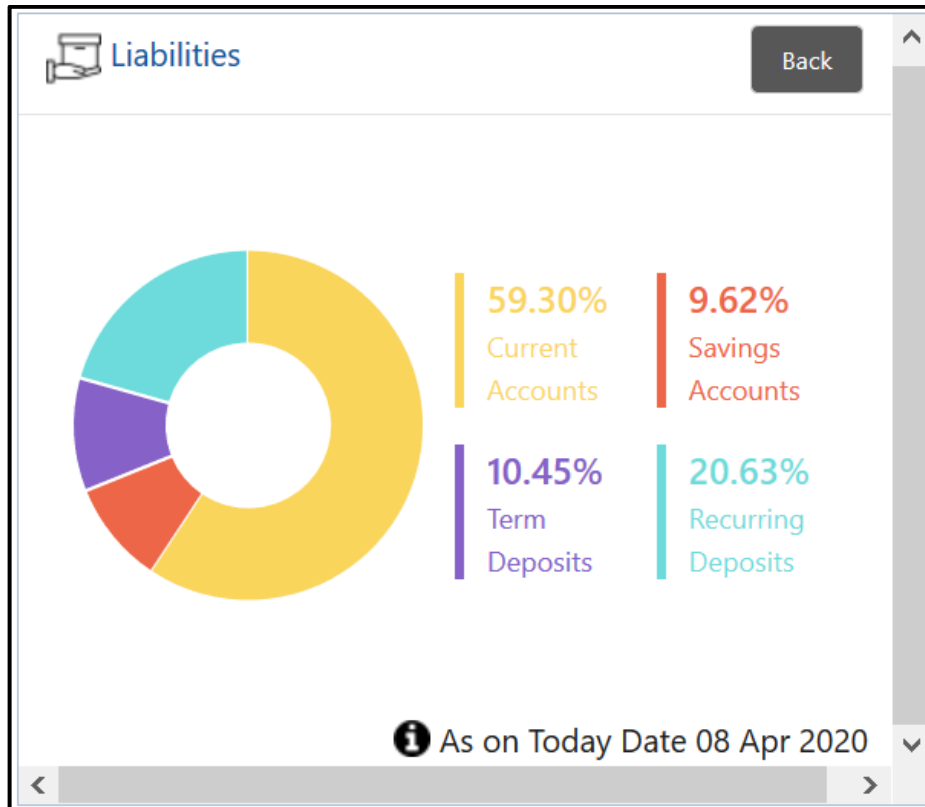 Liabilities
Back
59.30%
Current
Accounts
9.62%
Savings
Accounts
10.45%
Term
Deposits
20.63%
Recurring
Deposits
As on Today Date 08 Apr 2020